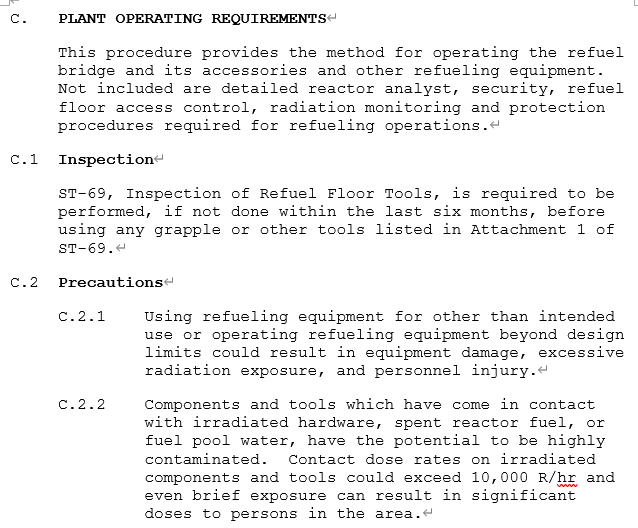 C. PLANT OPERATING REQUIREMENTS↵
This procedure provides the method for operating the refuel
bridge and its accessories and other refueling equipment.
Not included are detailed reactor analyst, security, refuel
floor access control, radiation monitoring and protection
procedures required for refueling operations.↵
C.1 Inspection↵
ST-69, Inspection of Refuel Floor Tools, is required to be
performed, if not done within the last six months, before
using any grapple or other tools listed in Attachment 1 of
ST-69.↵
C.2 Precautions↵
C.2.1 Using refueling equipment for other than intended
use or operating refueling equipment beyond design
limits could result in equipment damage, excessive
radiation exposure, and personnel injury.↵
C.2.2 Components and tools which have come in contact
with irradiated hardware, spent reactor fuel, or
fuel pool water, have the potential to be highly
contaminated.  Contact dose rates on irradiated
components and tools could exceed 10,000 R/hr and
even brief exposure can result in significant
doses to persons in the area.↵